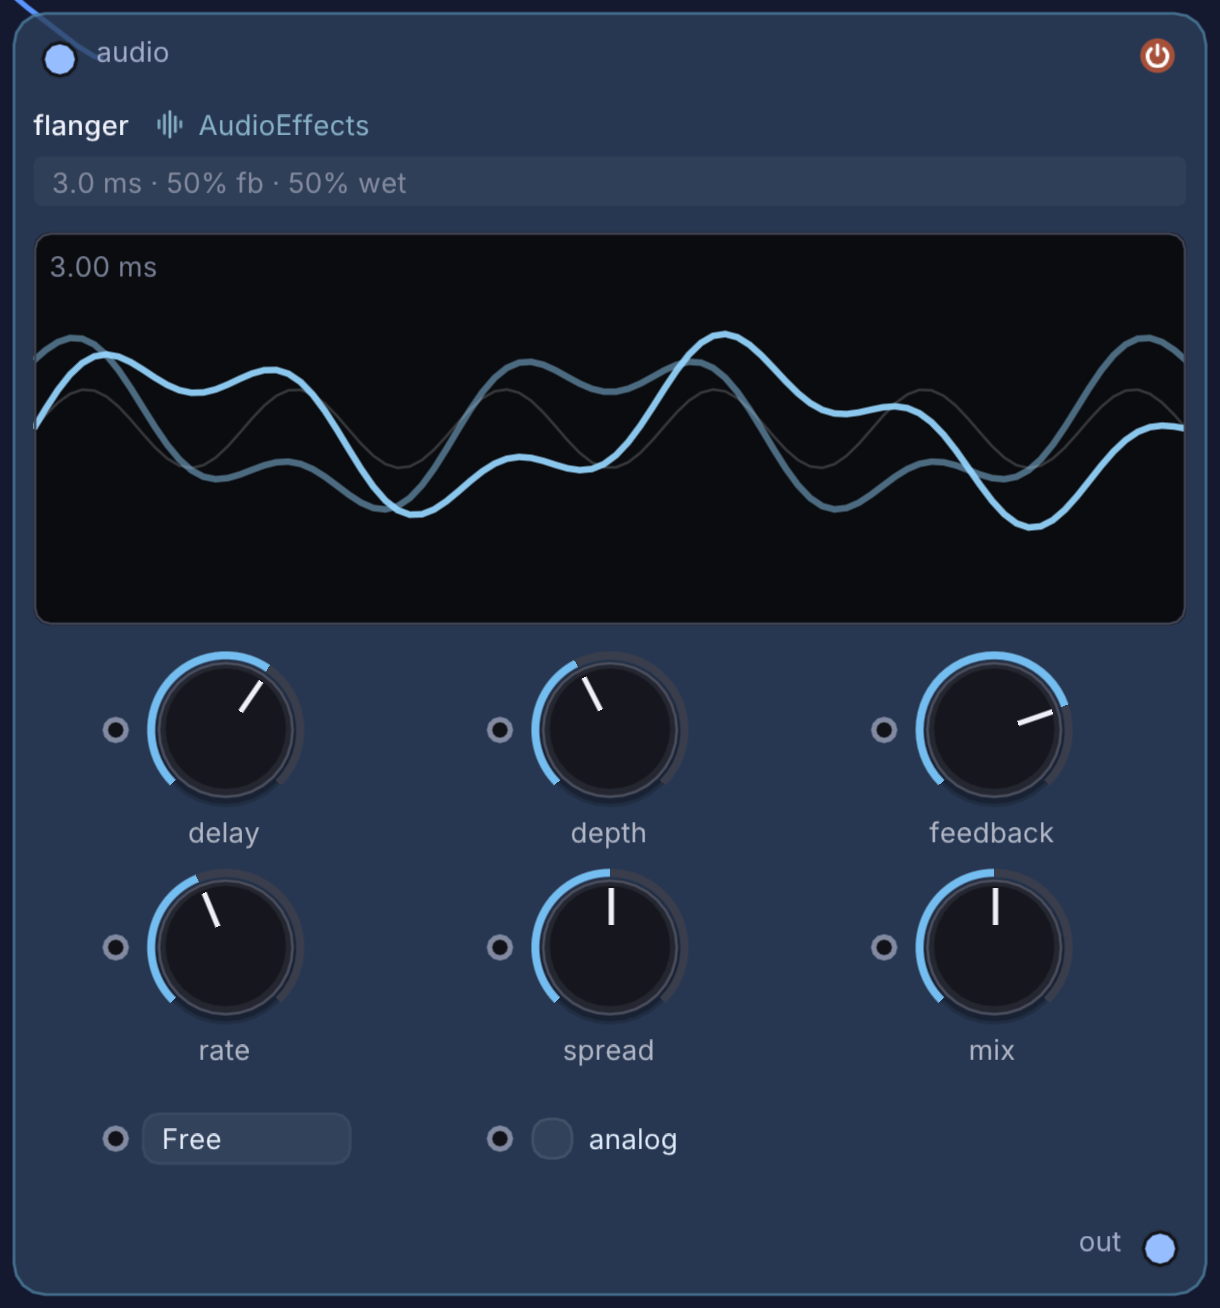 audio
flanger AudioEffects
3.0 ms · 50% fb · 50% wet
3.00 ms
delay depth feedback
rate spread mix
Free analog
out